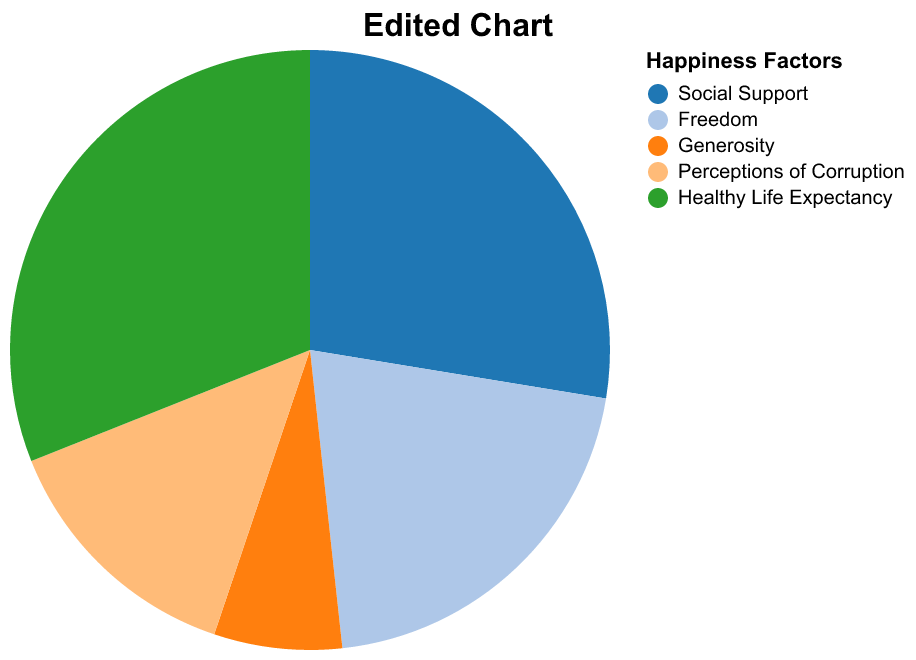 Edited Chart
Happiness Factors
Social Support
Freedom
Generosity
Perceptions of Corruption
Healthy Life Expectancy